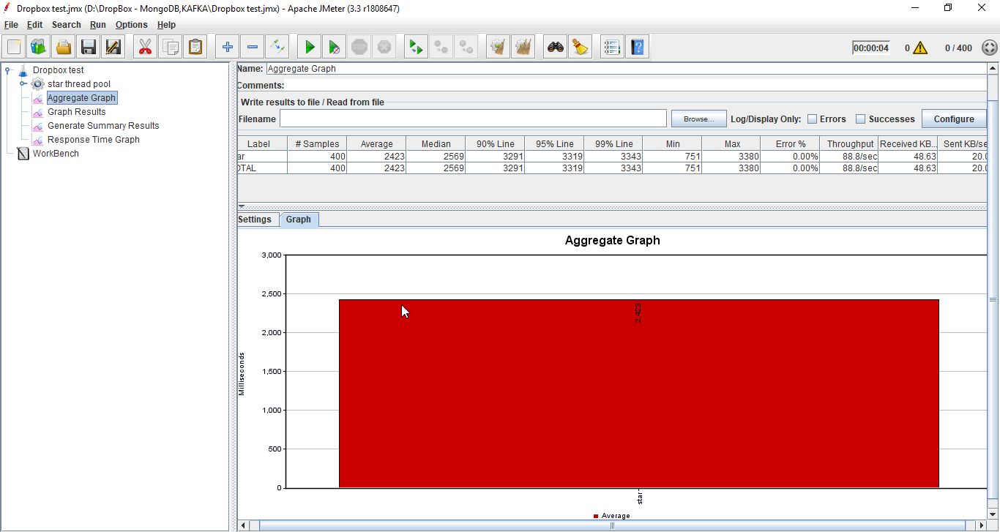 Dropbox test.jmx (D:\DropBox - MongoDB,KAFKA\Dropbox test.jmx) - Apache JMeter (3.3 r1808647)
File Edit Search Run Options Help
00:00:04 0 0 / 400
Dropbox test
star thread pool
Aggregate Graph
Graph Results
Generate Summary Results
Response Time Graph
WorkBench
Name: Aggregate Graph
Comments:
Write results to file / Read from file
Filename Browse... Log/Display Only: Errors Successes Configure
Label # Samples Average Median 90% Line 95% Line 99% Line Min Max Error % Throughput Received KB... Sent KB/se
ar 400 2423 2569 3291 3319 3343 751 3380 0.00% 88.8/sec 48.63 20.0
OTAL 400 2423 2569 3291 3319 3343 751 3380 0.00% 88.8/sec 48.63 20.0
Settings Graph
Aggregate Graph
3,000
2,500
2,000
1,500
1,000
500
0
Milliseconds
2,423
star
Average